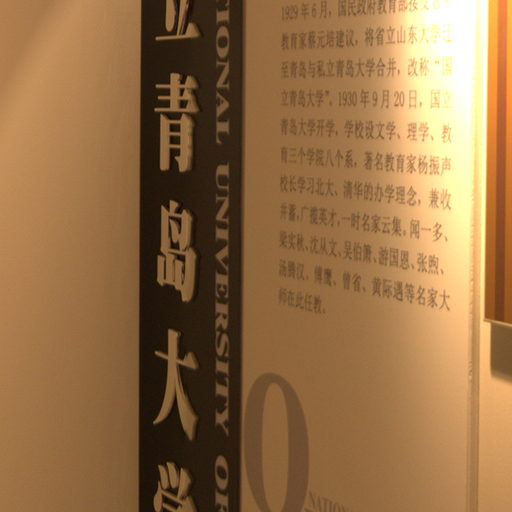 立青岛大学
TIONAL UNIVERSITY OF
1929年6月，国民政府教育部接受
教育家蔡元培建议，将省立山东大学迁
至青岛与私立青岛大学合并，改称“国
立青岛大学”。1930年9月20日，国立
青岛大学开学，学校设文学、理学、教
育三个学院八个系，著名教育家杨振声
校长学习北大、清华的办学理念，兼收
并蓄，广揽英才，一时名家云集。闻一多、
梁实秋、沈从文、吴伯箫、游国恩、张煦、
汤腾汉、傅鹰、曾省、黄际遇等名家大
师在此任教。
NATION